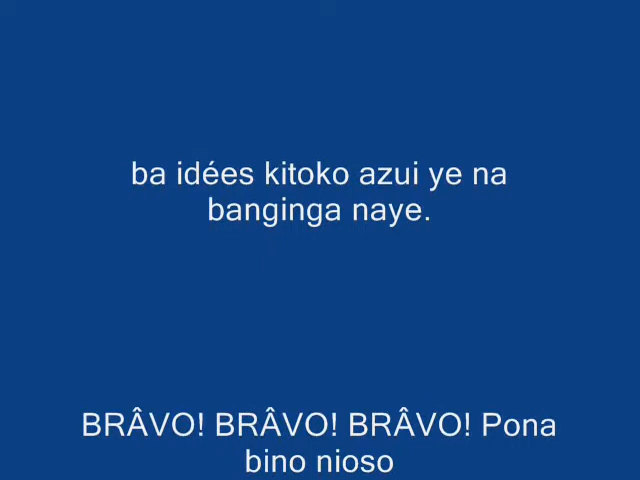 ba idées kitoko azui ye na
banginga naye.
BRÂVO! BRÂVO! BRÂVO! Pona
bino nioso